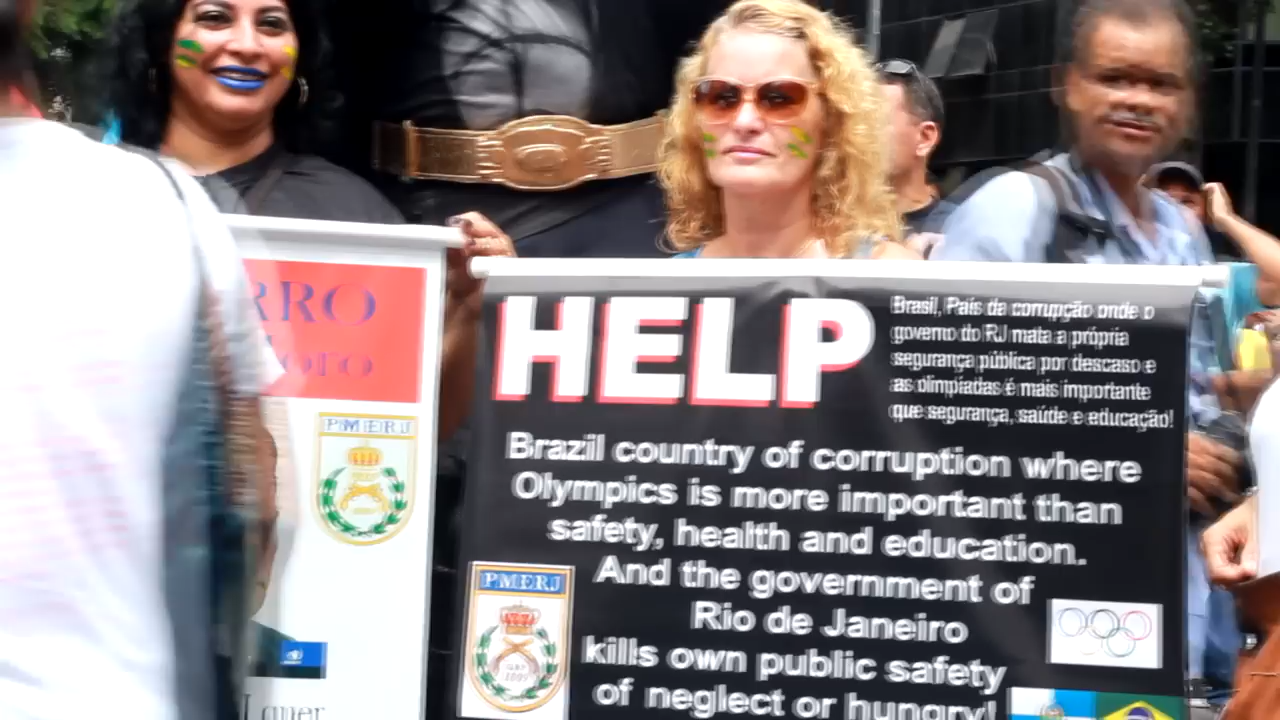 RRO
PMERJ
HELP
Brasil, País da corrupção onde o
governo do RJ mata a própria
segurança pública por descaso e
as olimpíadas é mais importante
que segurança, saúde e educação!
Brazil country of corruption where
Olympics is more important than
safety, health and education.
And the government of
Rio de Janeiro
kills own public safety
of neglect or hungry!
PMERJ
1809